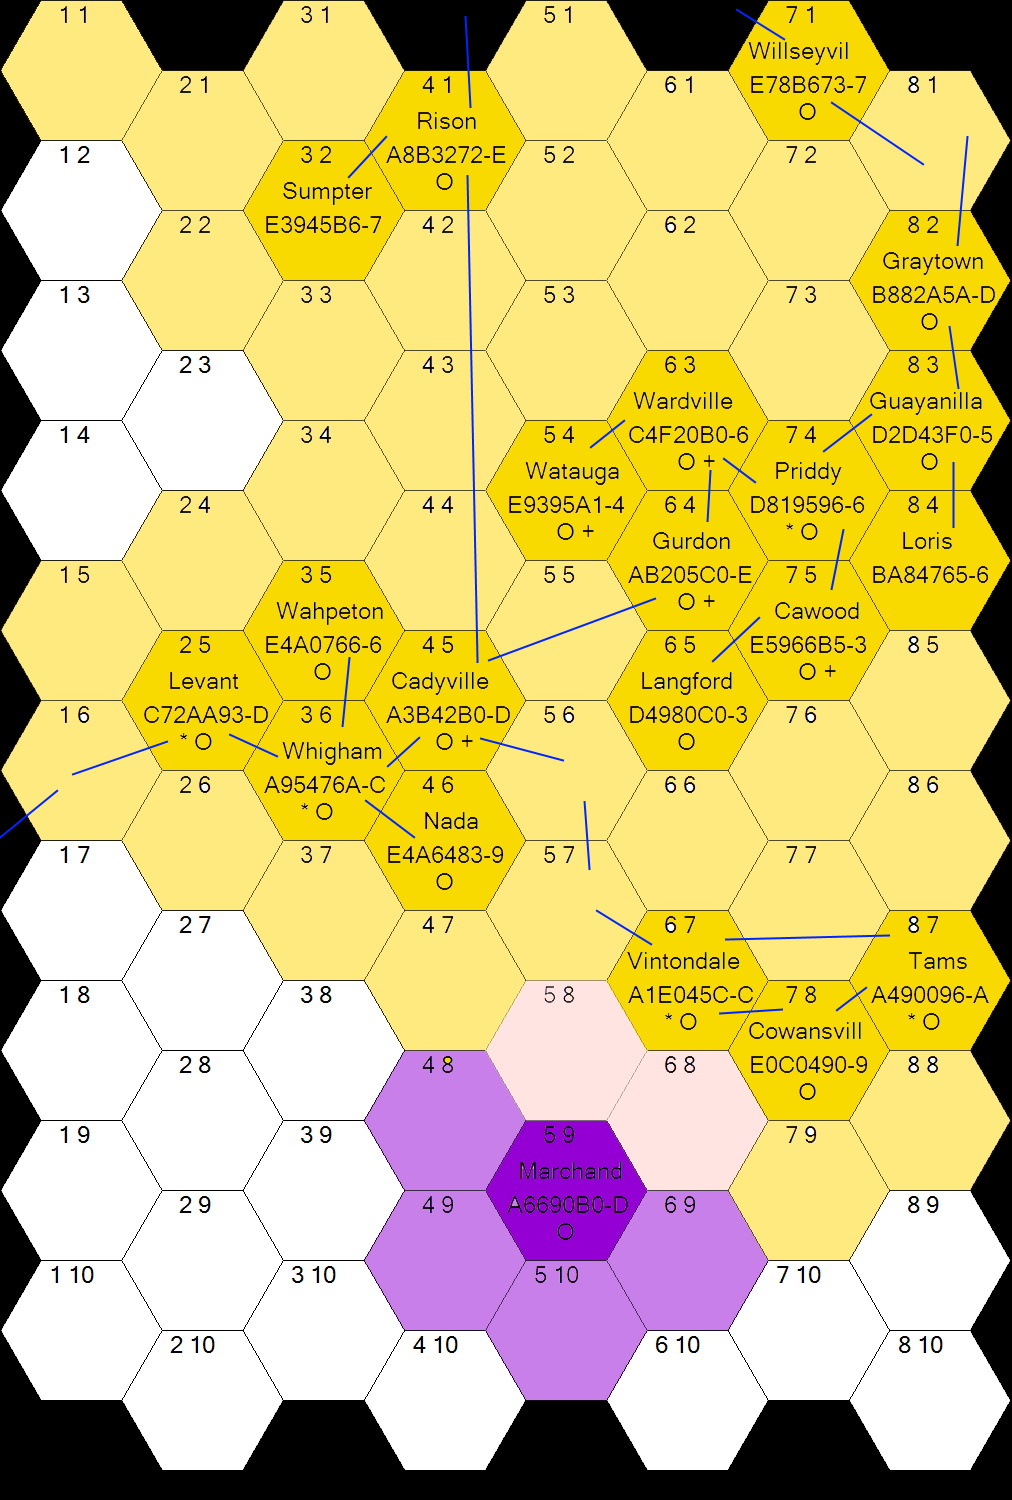 1 1
3 1
5 1
7 1
Willseyvil
E78B673-7
O
2 1
4 1
Rison
A8B3272-E
O
6 1
8 1
1 2
3 2
Sumpter
E3945B6-7
5 2
7 2
2 2
4 2
6 2
8 2
Graytown
B882A5A-D
O
1 3
3 3
5 3
7 3
2 3
4 3
6 3
Wardville
C4F20B0-6
O +
8 3
Guayanilla
D2D43F0-5
O
1 4
3 4
5 4
Watauga
E9395A1-4
O +
7 4
Priddy
D819596-6
* O
2 4
4 4
6 4
Gurdon
AB205C0-E
O +
8 4
Loris
BA84765-6
1 5
3 5
Wahpeton
E4A0766-6
O
5 5
7 5
Cawood
E5966B5-3
O +
2 5
Levant
C72AA93-D
* O
4 5
Cadyville
A3B42B0-D
O +
6 5
Langford
D4980C0-3
O
8 5
1 6
3 6
Whigham
A95476A-C
* O
5 6
7 6
2 6
4 6
Nada
E4A6483-9
O
6 6
8 6
1 7
3 7
5 7
7 7
2 7
4 7
6 7
Vintondale
A1E045C-C
* O
8 7
Tams
A490096-A
* O
1 8
3 8
5 8
7 8
Cowansvill
E0C0490-9
O
2 8
4 8
6 8
8 8
1 9
3 9
5 9
Marchand
A6690B0-D
O
7 9
2 9
4 9
6 9
8 9
1 10
3 10
5 10
7 10
2 10
4 10
6 10
8 10